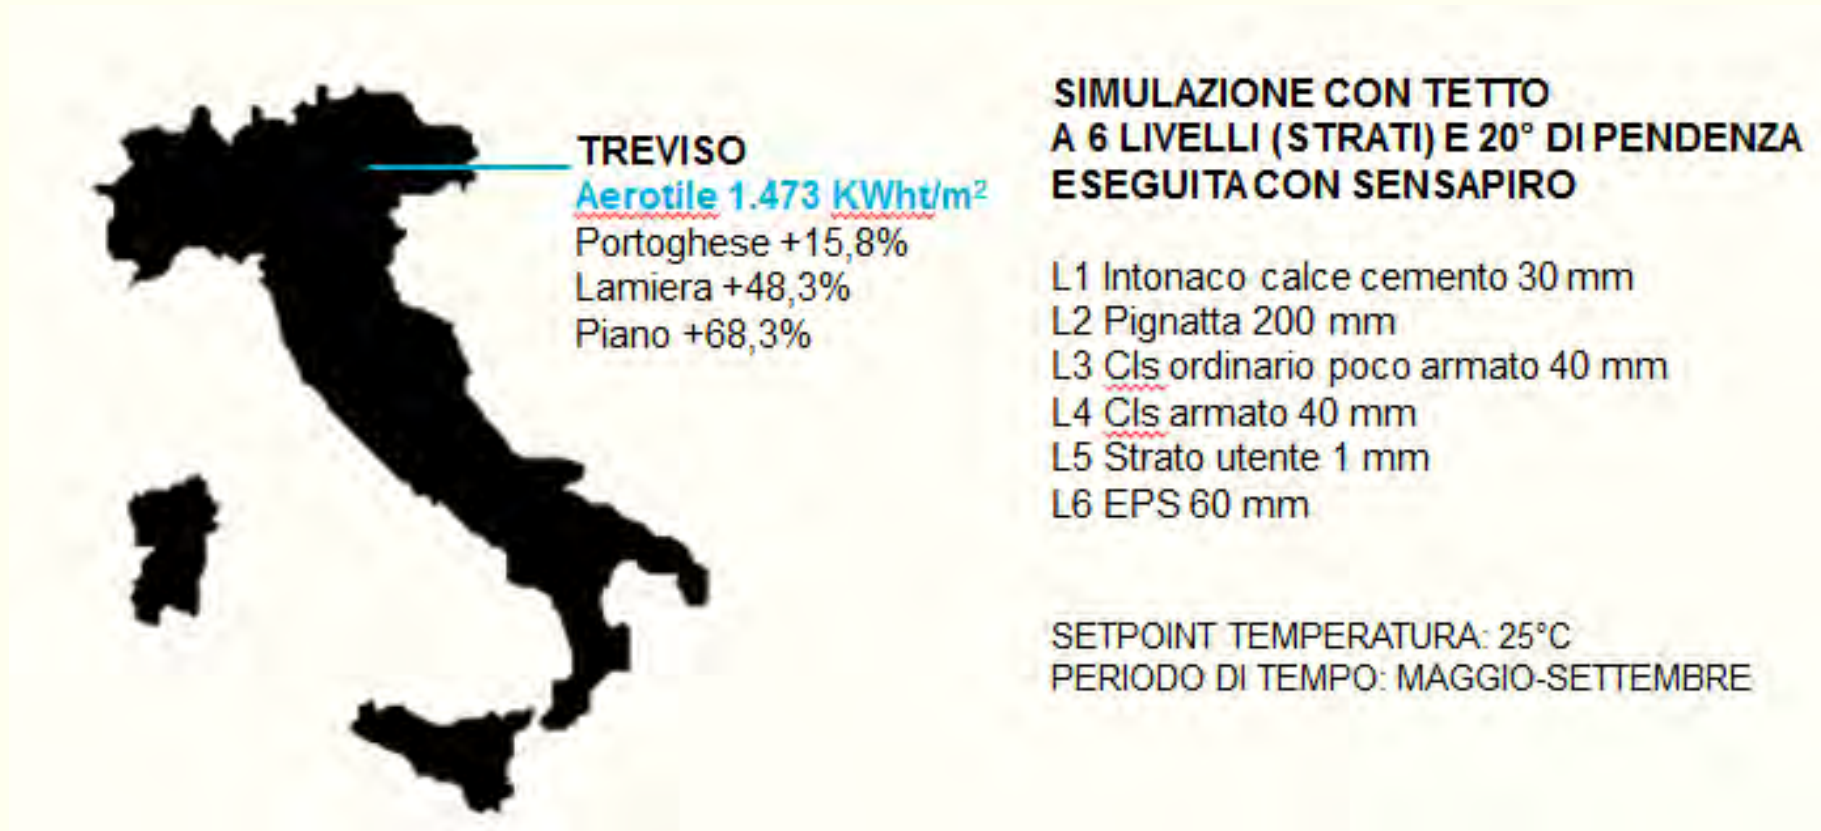 TREVISO
Aerotile 1.473 KWht/m²
Portoghese +15,8%
Lamiera +48,3%
Piano +68,3%
SIMULAZIONE CON TETTO
A 6 LIVELLI (STRATI) E 20° DI PENDENZA
ESEGUITA CON SENSAPIRO
L1 Intonaco calce cemento 30 mm
L2 Pignatta 200 mm
L3 Cls ordinario poco armato 40 mm
L4 Cls armato 40 mm
L5 Strato utente 1 mm
L6 EPS 60 mm
SETPOINT TEMPERATURA: 25°C
PERIODO DI TEMPO: MAGGIO-SETTEMBRE